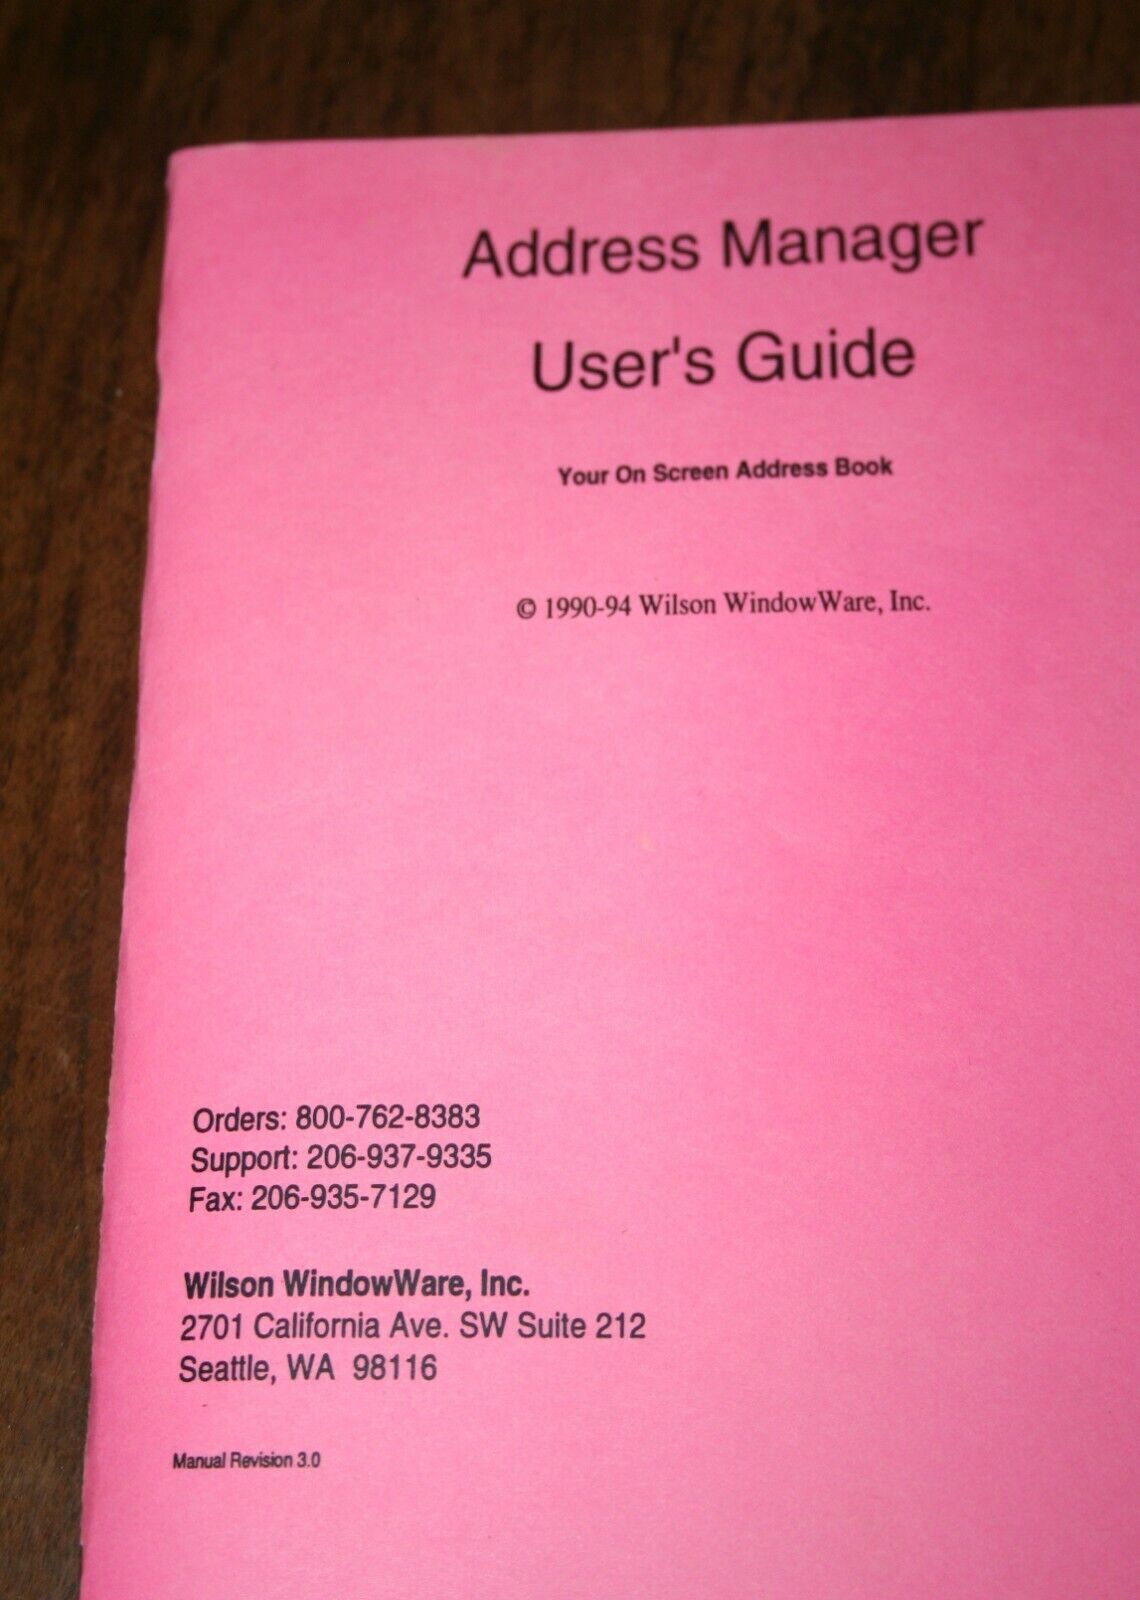 Address Manager
User's Guide
Your On Screen Address Book
© 1990-94 Wilson WindowWare, Inc.
Orders: 800-762-8383
Support: 206-937-9335
Fax: 206-935-7129
Wilson WindowWare, Inc.
2701 California Ave. SW Suite 212
Seattle, WA  98116
Manual Revision 3.0